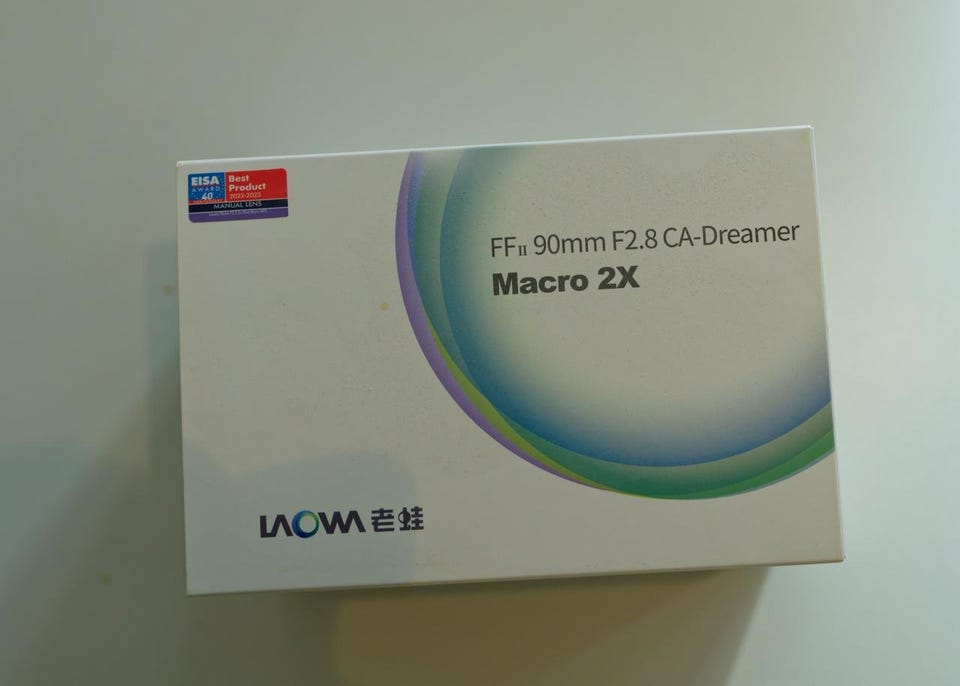 EISA
AWARD
40
Best
Product
2022-2023
MANUAL LENS
FFII 90mm F2.8 CA-Dreamer
Macro 2X
LAOWA 老蛙